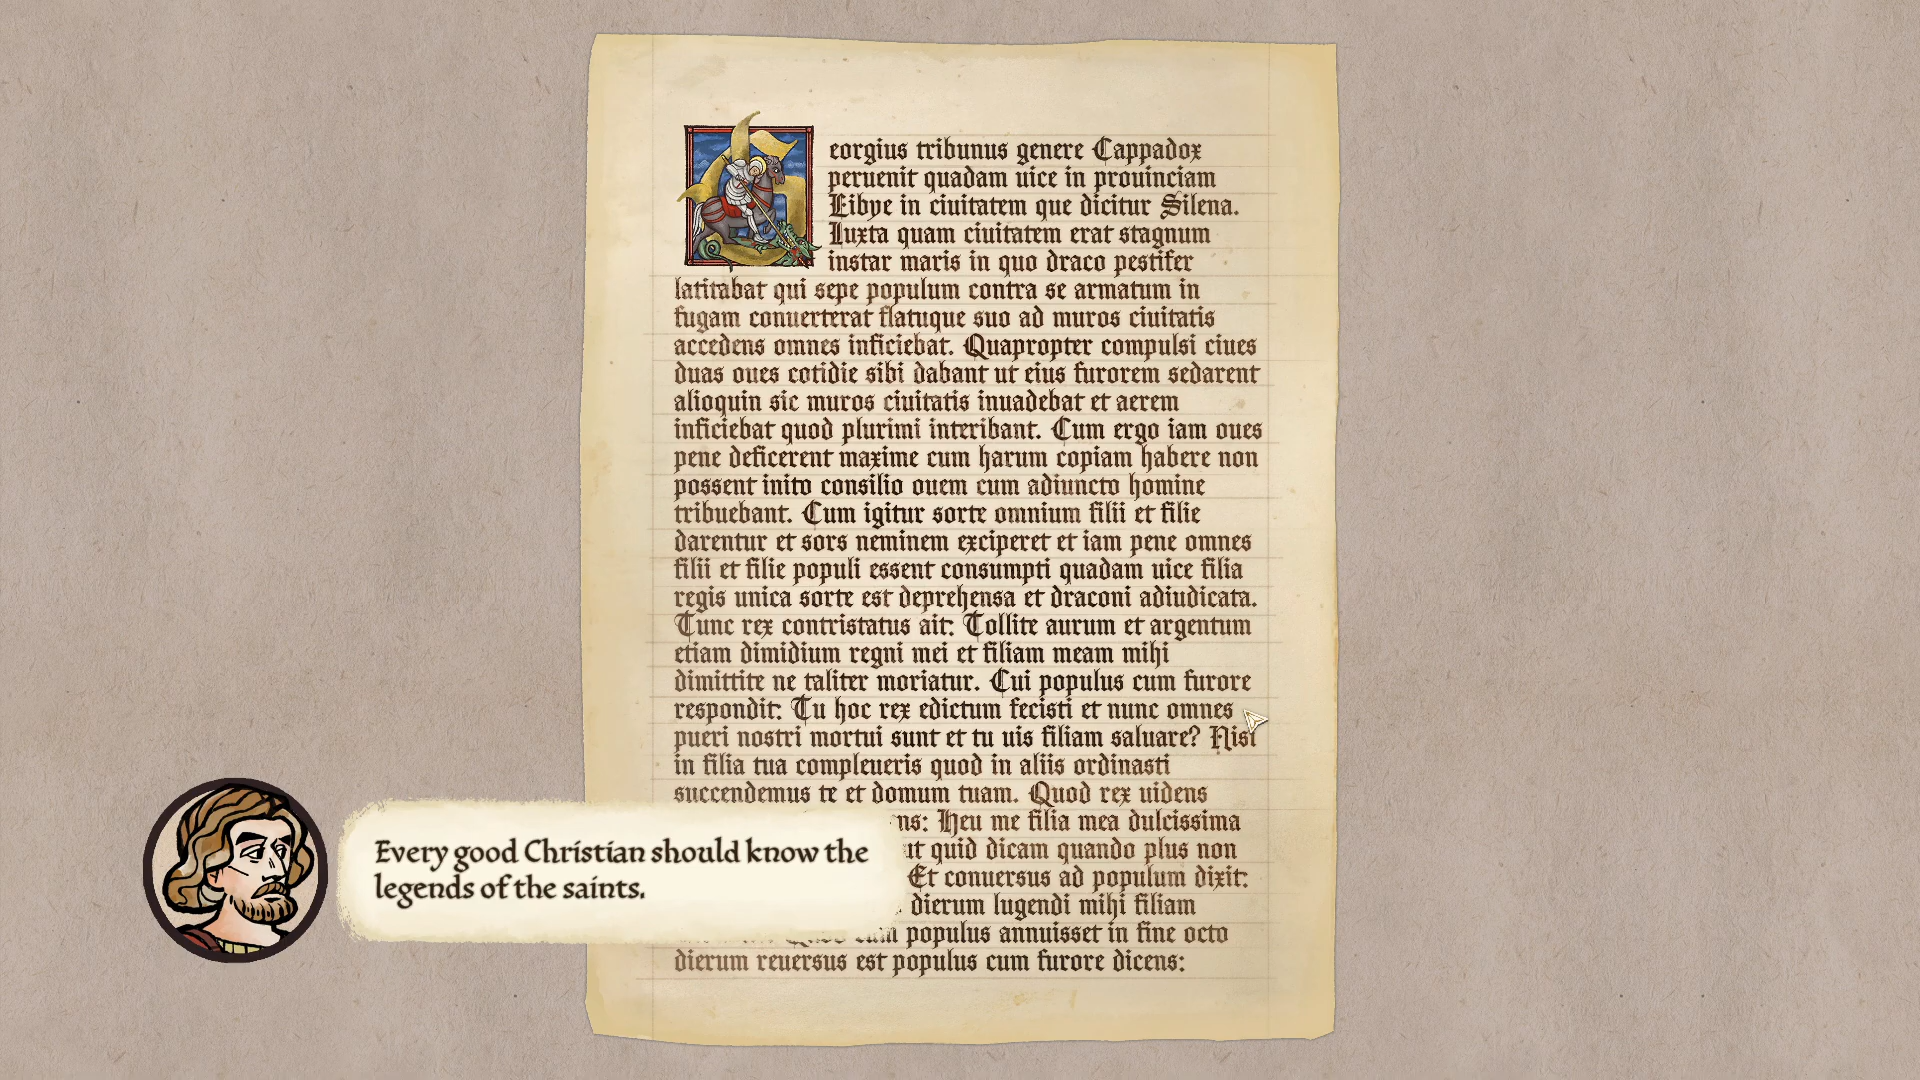 eorgius tribunus genere Cappadox
peruenit quadam uice in prouinciam
Libye in ciuitatem que dicitur Silena.
Iuxta quam ciuitatem erat stagnum
instar maris in quo draco pestifer
latitabat qui sepe populum contra se armatum in
fugam conuerterat flatuque suo ad muros ciuitatis
accedens omnes inficiebat. Quapropter compulsi ciues
duas oues cotidie sibi dabant ut eius furorem sedarent
alioquin sic muros ciuitatis inuadebat et aerem
inficiebat quod plurimi interibant. Cum ergo iam oues
pene deficerent maxime cum harum copiam habere non
possent inito consilio ouem cum adiuncto homine
tribuebant. Cum igitur sorte omnium filii et filie
darentur et sors neminem exciperet et iam pene omnes
filii et filie populi essent consumpti quadam uice filia
regis unica sorte est deprehensa et draconi adiudicata.
Tunc rex contristatus ait: Tollite aurum et argentum
etiam dimidium regni mei et filiam meam mihi
dimittite ne taliter moriatur. Cui populus cum furore
respondit: Tu hoc rex edictum fecisti et nunc omnes
pueri nostri mortui sunt et tu uis filiam saluare? Nisi
in filia tua compleueris quod in aliis ordinasti
succendemus te et domum tuam. Quod rex uidens
Heu me filia mea dulcissima
quid dicam quando plus non
Et conuersus ad populum dixit:
dierum lugendi mihi filiam
populus annuisset in fine octo
dierum reuersus est populus cum furore dicens:
Every good Christian should know the
legends of the saints.